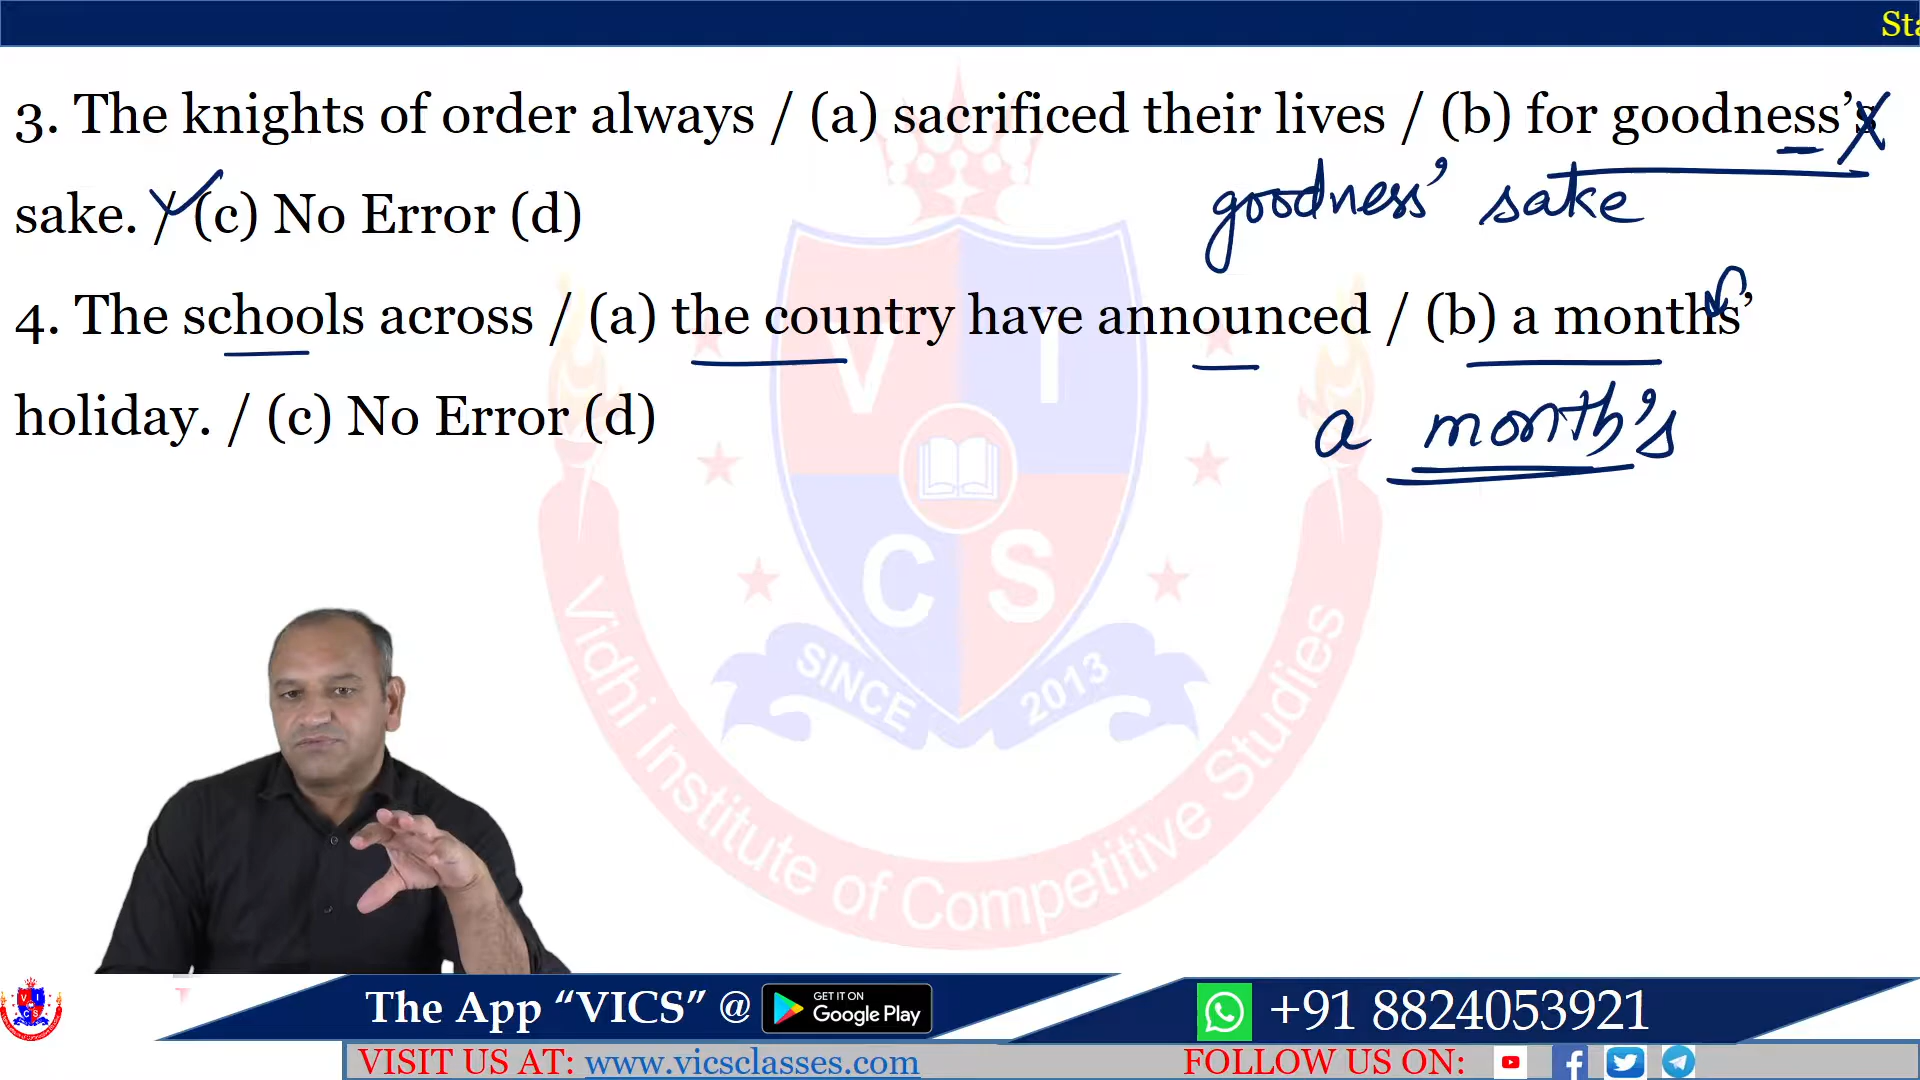 Sta
3. The knights of order always / (a) sacrificed their lives / (b) for goodness’s
sake. / (c) No Error (d)
goodness’ sake
4. The schools across / (a) the country have announced / (b) a months’
holiday. / (c) No Error (d)
a month’s
V I
C S
SINCE 2013
Vidhi Institute of Competitive Studies
V I
C S
The App “VICS” @
GET IT ON
Google Play
+91 8824053921
VISIT US AT: www.vicsclasses.com
FOLLOW US ON: